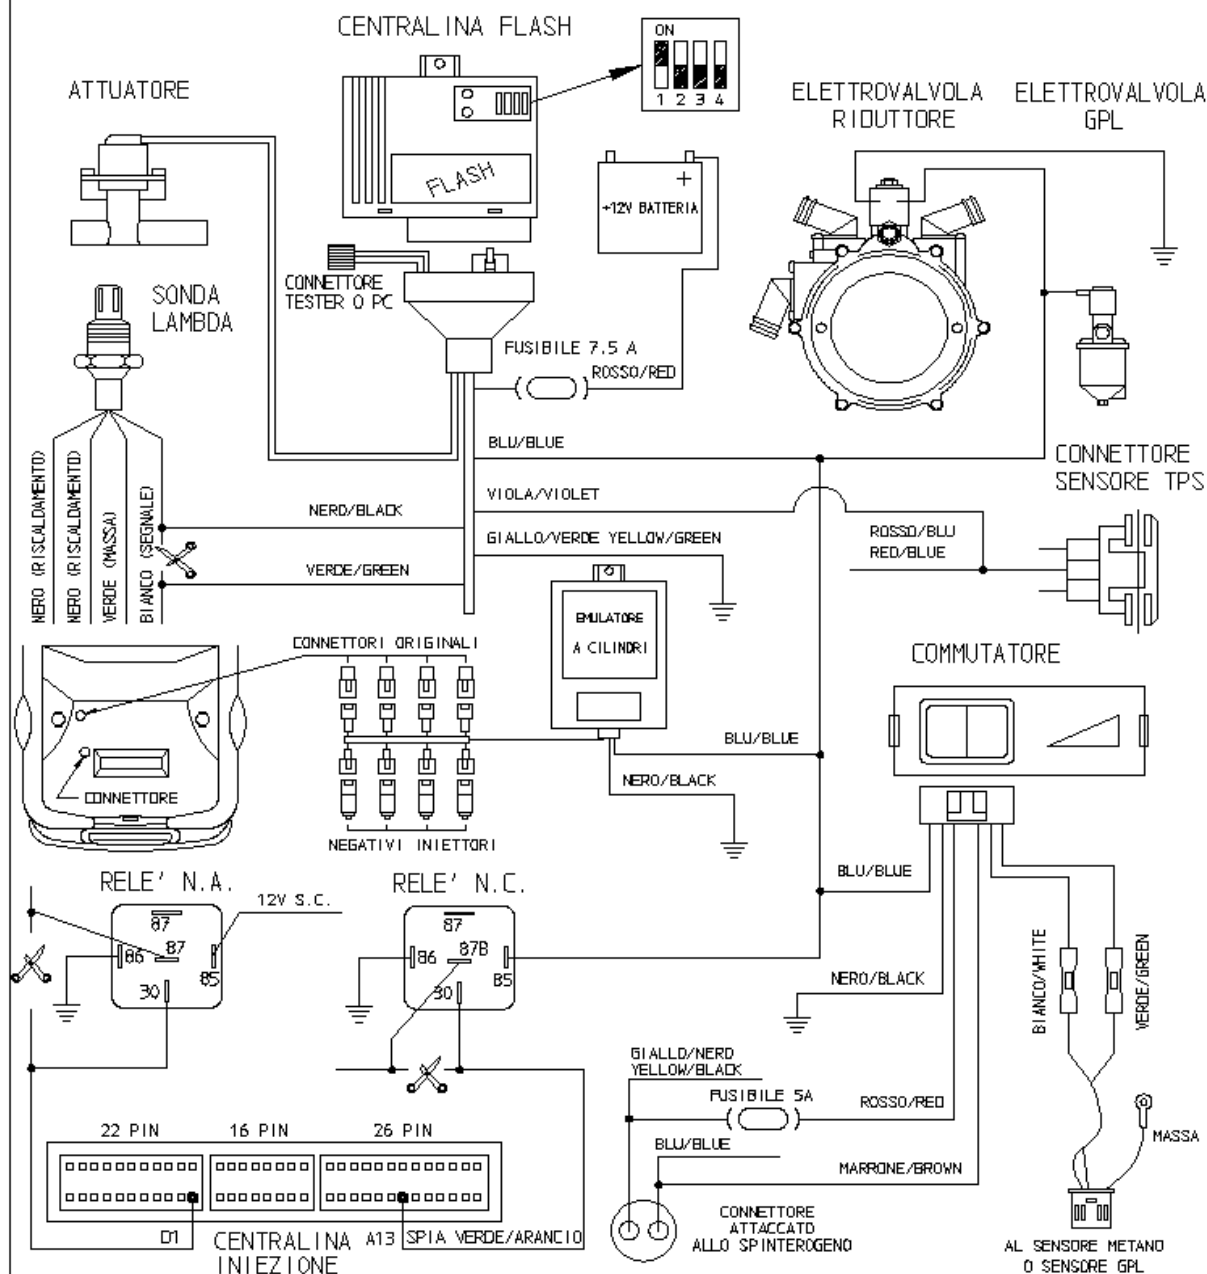 CENTRALINA FLASH
ON
1 2 3 4
ATTUATORE
ELETTROVALVOLA
RIDUTTORE
ELETTROVALVOLA
GPL
FLASH
+
+12V BATTERIA
CONNETTORE
TESTER O PC
SONDA
LAMBDA
FUSIBILE 7.5 A
ROSSO/RED
BLU/BLUE
CONNETTORE
SENSORE TPS
NERO (RISCALDAMENTO)
NERO (RISCALDAMENTO)
VERDE (MASSA)
BIANCO (SEGNALE)
VIOLA/VIOLET
NERO/BLACK
ROSSO/BLU
RED/BLUE
GIALLO/VERDE YELLOW/GREEN
VERDE/GREEN
EMULATORE
A CILINDRI
CONNETTORI ORIGINALI
COMMUTATORE
BLU/BLUE
NERO/BLACK
CONNETTORE
NEGATIVI INIETTORI
BLU/BLUE
RELE' N.A.
12V S.C.
RELE' N.C.
87
86
87
85
30
87
86
87B
85
30
NERO/BLACK
BIANCO/WHITE
VERDE/GREEN
GIALLO/NERO
YELLOW/BLACK
FUSIBILE 5A
ROSSO/RED
BLU/BLUE
MARRONE/BROWN
MASSA
22 PIN
16 PIN
26 PIN
D1
A13
SPIA VERDE/ARANCIO
CENTRALINA
INIEZIONE
CONNETTORE
ATTACCATO
ALLO SPINTEROGENO
AL SENSORE METANO
O SENSORE GPL